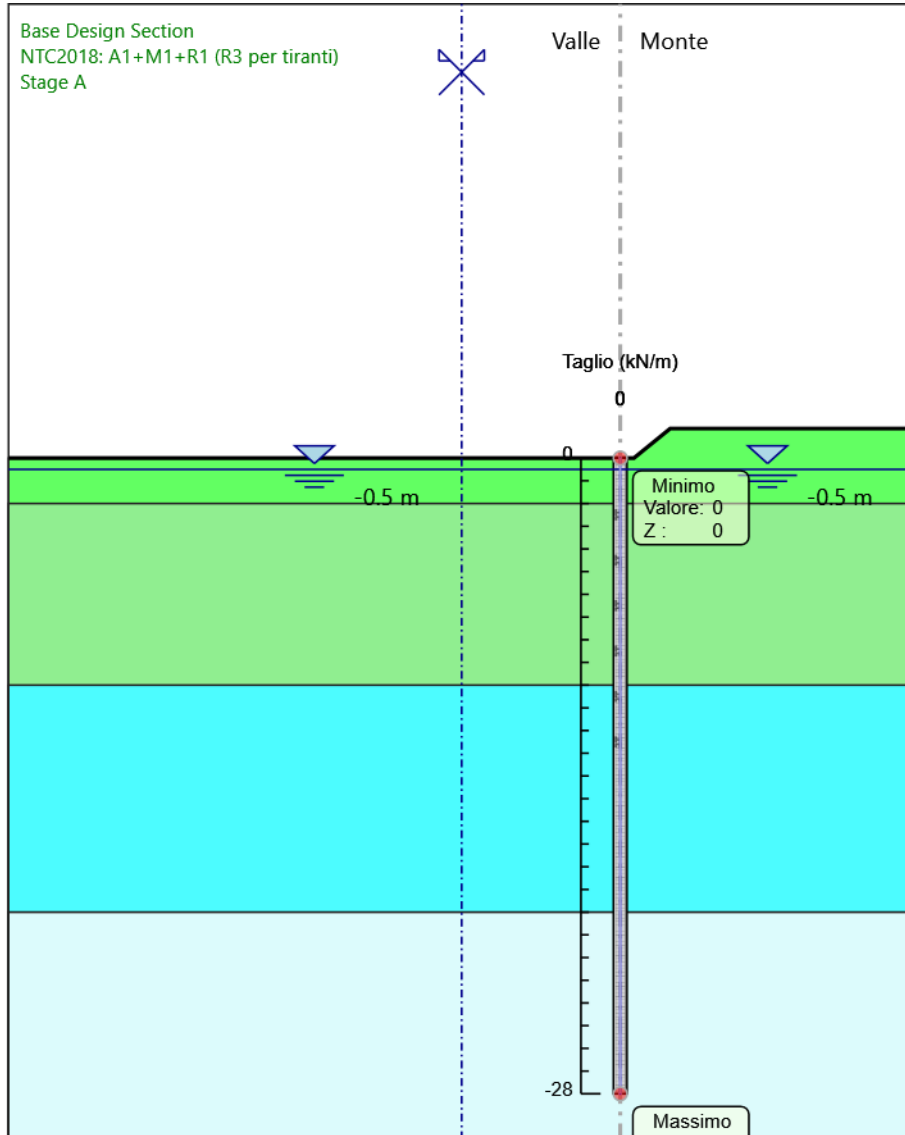 Base Design Section
NTC2018: A1+M1+R1 (R3 per tiranti)
Stage A
Valle
Monte
Taglio (kN/m)
0
0
-0.5 m
-0.5 m
Minimo
Valore: 0
Z : 0
-28
Massimo